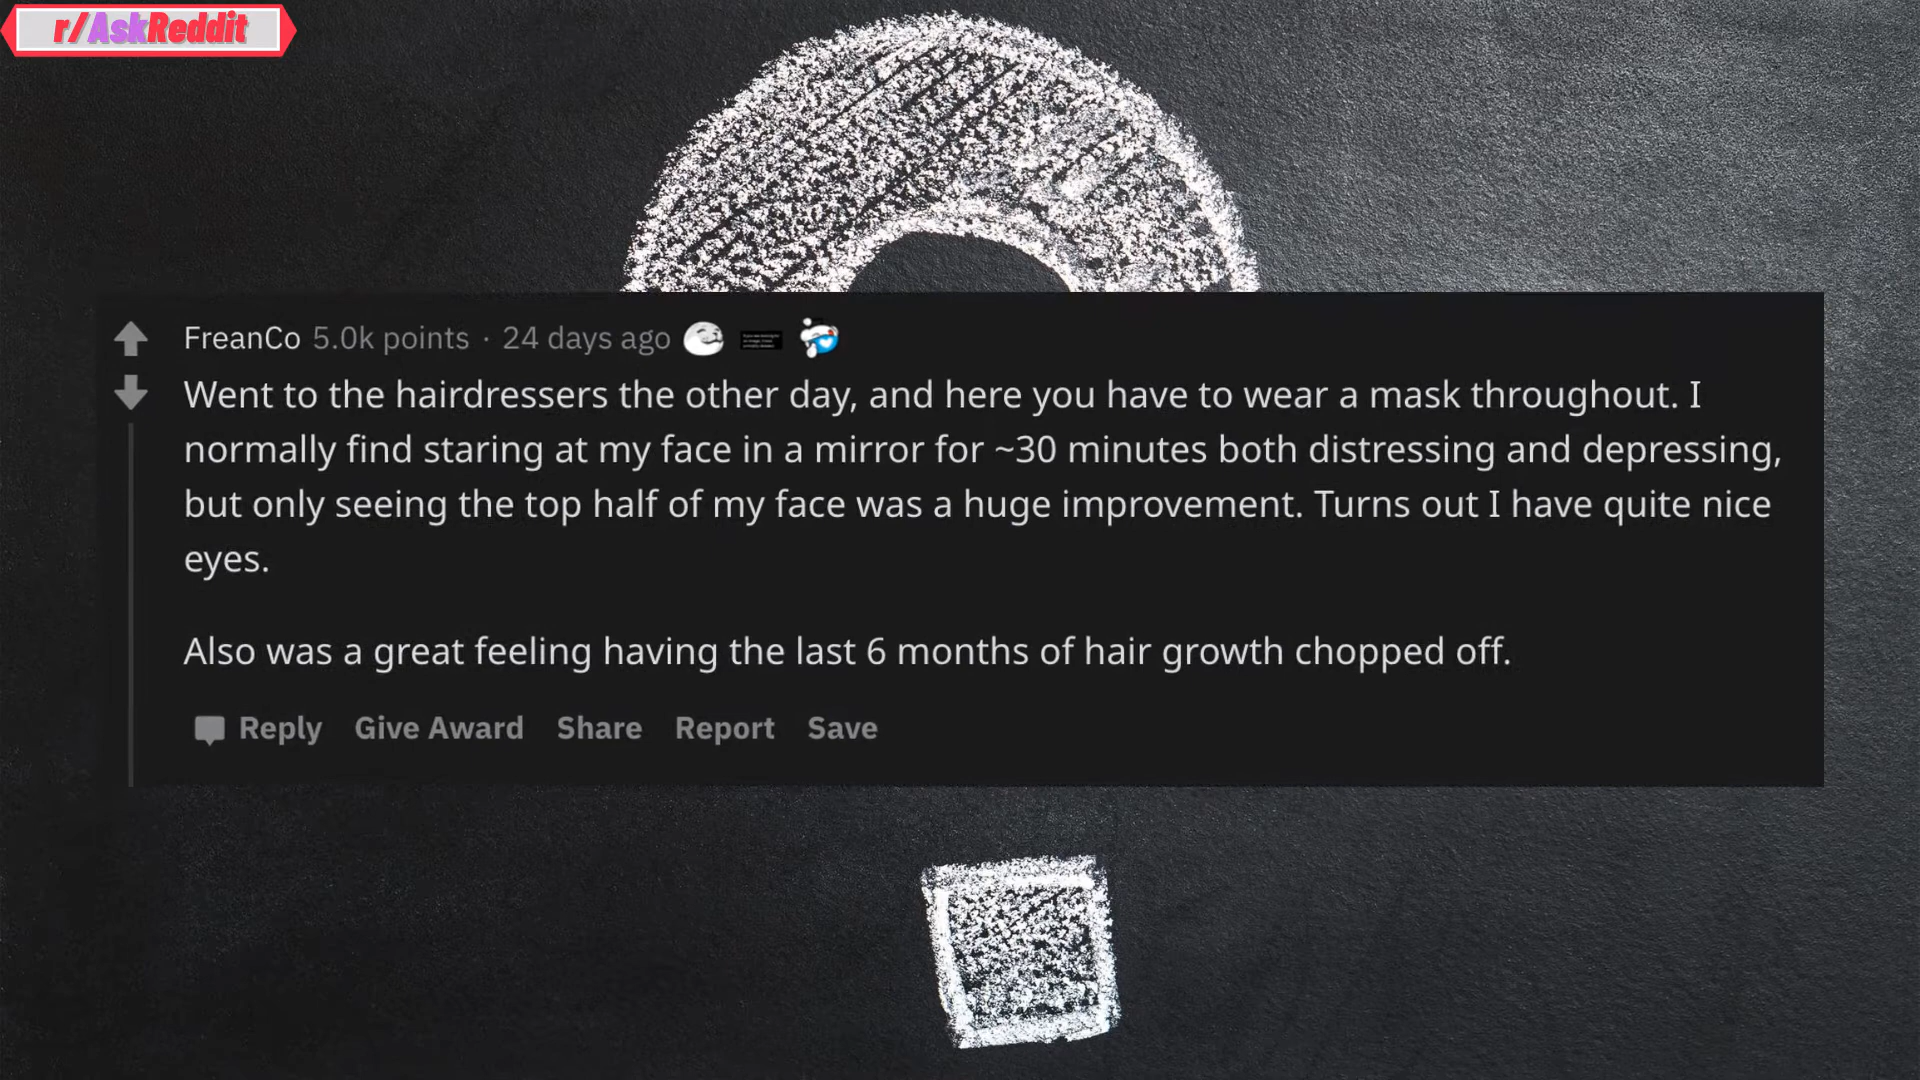 r/AskReddit
FreanCo 5.0k points · 24 days ago
Went to the hairdressers the other day, and here you have to wear a mask throughout. I
normally find staring at my face in a mirror for ~30 minutes both distressing and depressing,
but only seeing the top half of my face was a huge improvement. Turns out I have quite nice
eyes.
Also was a great feeling having the last 6 months of hair growth chopped off.
Reply Give Award Share Report Save